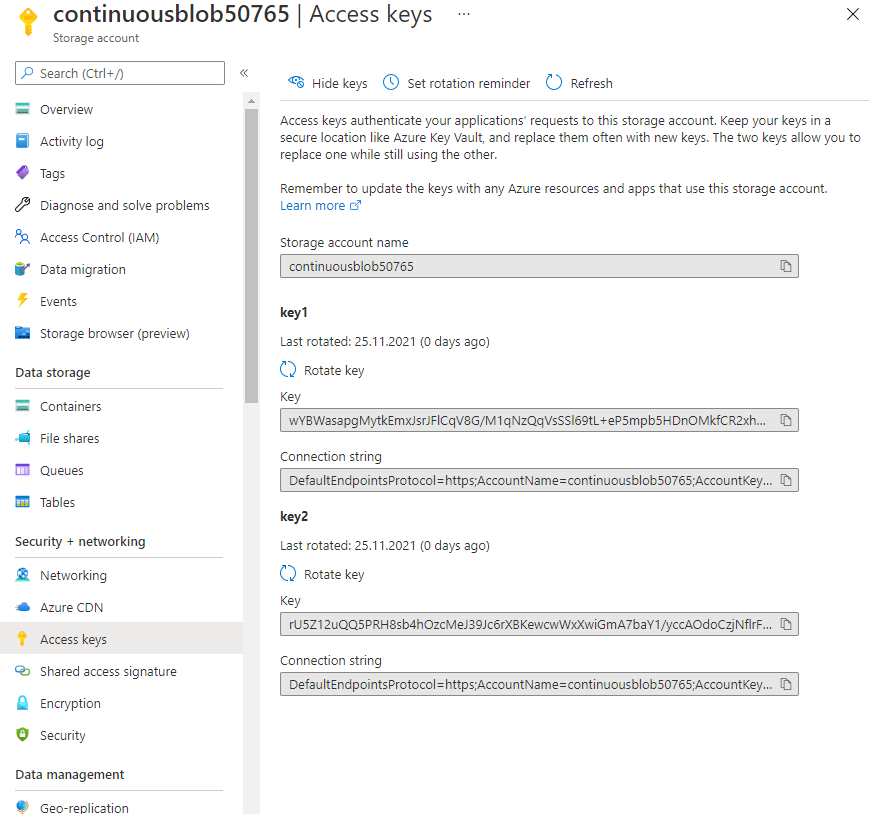 continuousblob50765 | Access keys ...
Storage account
Search (Ctrl+/)
«
Overview
Activity log
Tags
Diagnose and solve problems
Access Control (IAM)
Data migration
Events
Storage browser (preview)
Data storage
Containers
File shares
Queues
Tables
Security + networking
Networking
Azure CDN
Access keys
Shared access signature
Encryption
Security
Data management
Geo-replication
Hide keys
Set rotation reminder
Refresh
Access keys authenticate your applications' requests to this storage account. Keep your keys in a
secure location like Azure Key Vault, and replace them often with new keys. The two keys allow you to
replace one while still using the other.
Remember to update the keys with any Azure resources and apps that use this storage account.
Learn more
Storage account name
continuousblob50765
key1
Last rotated: 25.11.2021 (0 days ago)
Rotate key
Key
wYBWasapgMytkEmxJsrJFlCqV8G/M1qNzQqVsSSl69tL+eP5mpb5HDnOMkfCR2xh...
Connection string
DefaultEndpointsProtocol=https;AccountName=continuousblob50765;AccountKey...
key2
Last rotated: 25.11.2021 (0 days ago)
Rotate key
Key
rU5Z12uQQ5PRH8sb4hOzcMeJ39Jc6rXBKewcwWxXwiGmA7baY1/yccAOdoCzjNfIrF...
Connection string
DefaultEndpointsProtocol=https;AccountName=continuousblob50765;AccountKey...